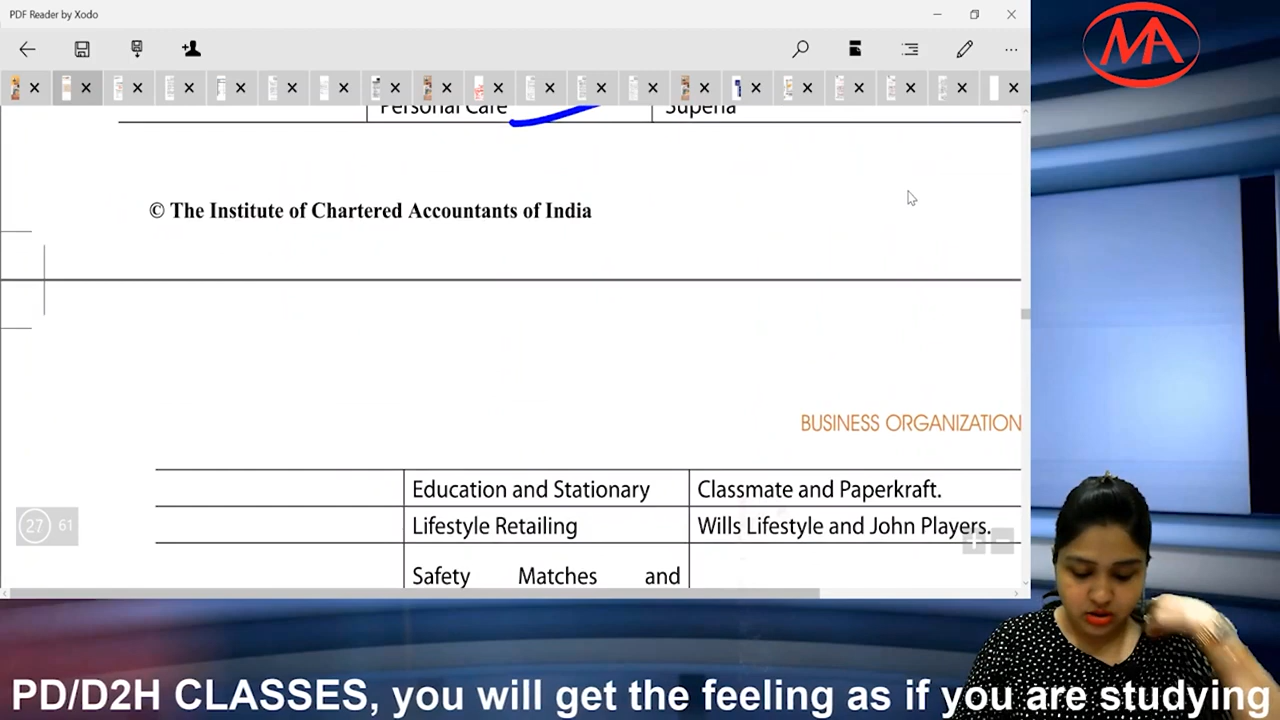 PDF Reader by Xodo
MA
Personal Care
Superia
© The Institute of Chartered Accountants of India
BUSINESS ORGANIZATION
Education and Stationary
Classmate and Paperkraft.
Lifestyle Retailing
Wills Lifestyle and John Players.
27 61
Safety Matches and
PD/D2H CLASSES, you will get the feeling as if you are studying